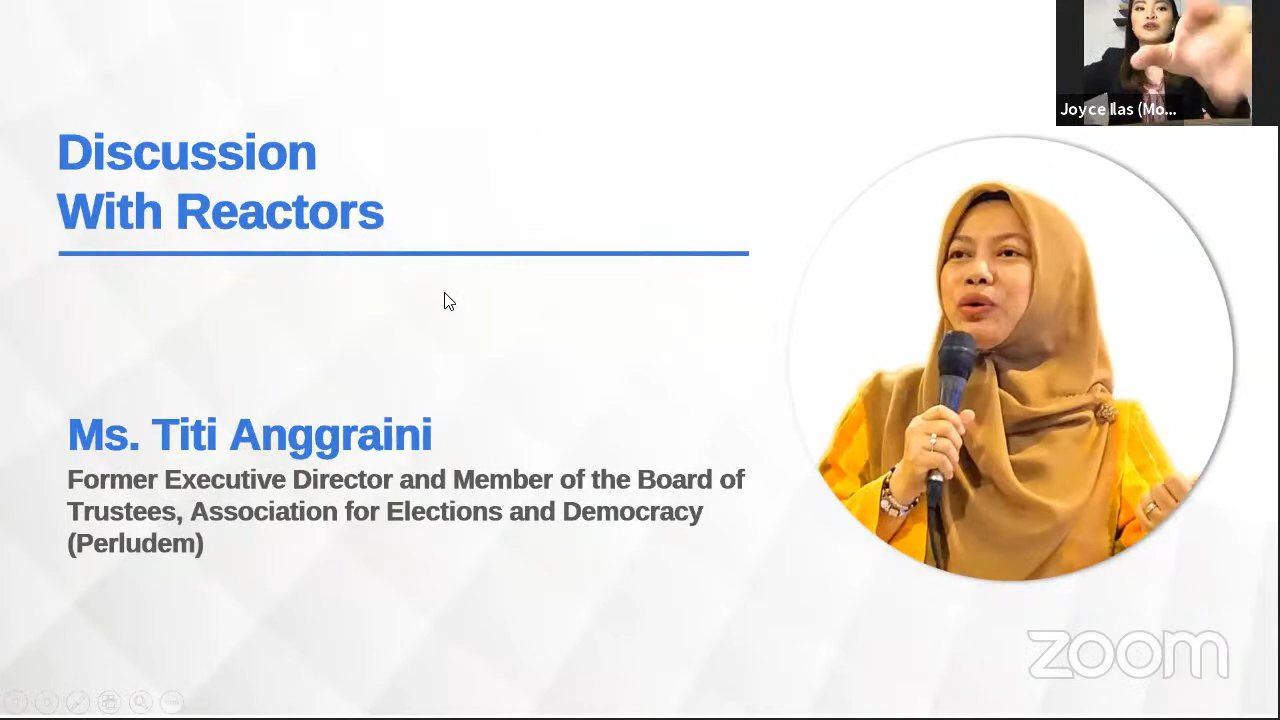 Joyce Ilas (Mo...
Discussion
With Reactors
Ms. Titi Anggraini
Former Executive Director and Member of the Board of
Trustees, Association for Elections and Democracy
(Perludem)
zoom